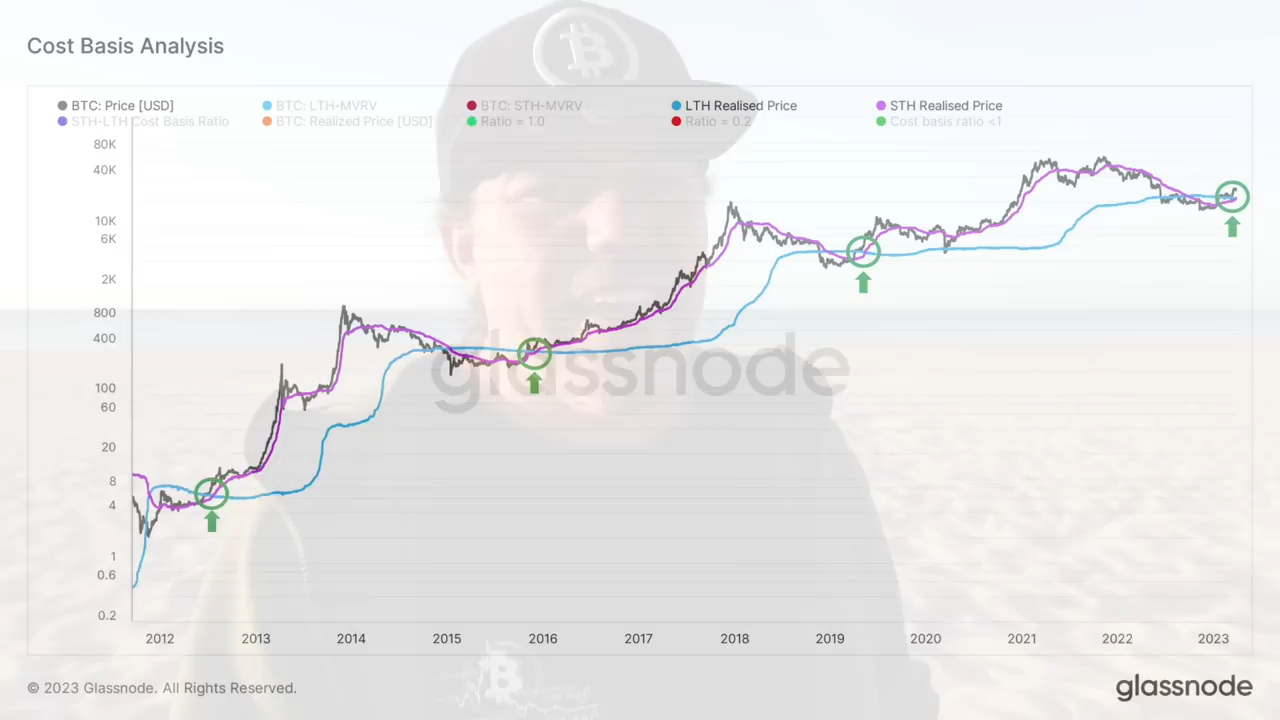 Cost Basis Analysis
BTC: Price [USD] BTC: LTH-MVRV BTC: STH-MVRV LTH Realised Price STH Realised Price
STH-LTH Cost Basis Ratio BTC: Realized Price [USD] Ratio = 1.0 Ratio = 0.2 Cost basis ratio <1
80K
40K
10K
6K
2K
800
400
100
60
20
8
4
1
0.6
0.2
glassnode
2012 2013 2014 2015 2016 2017 2018 2019 2020 2021 2022 2023
© 2023 Glassnode. All Rights Reserved.
glassnode